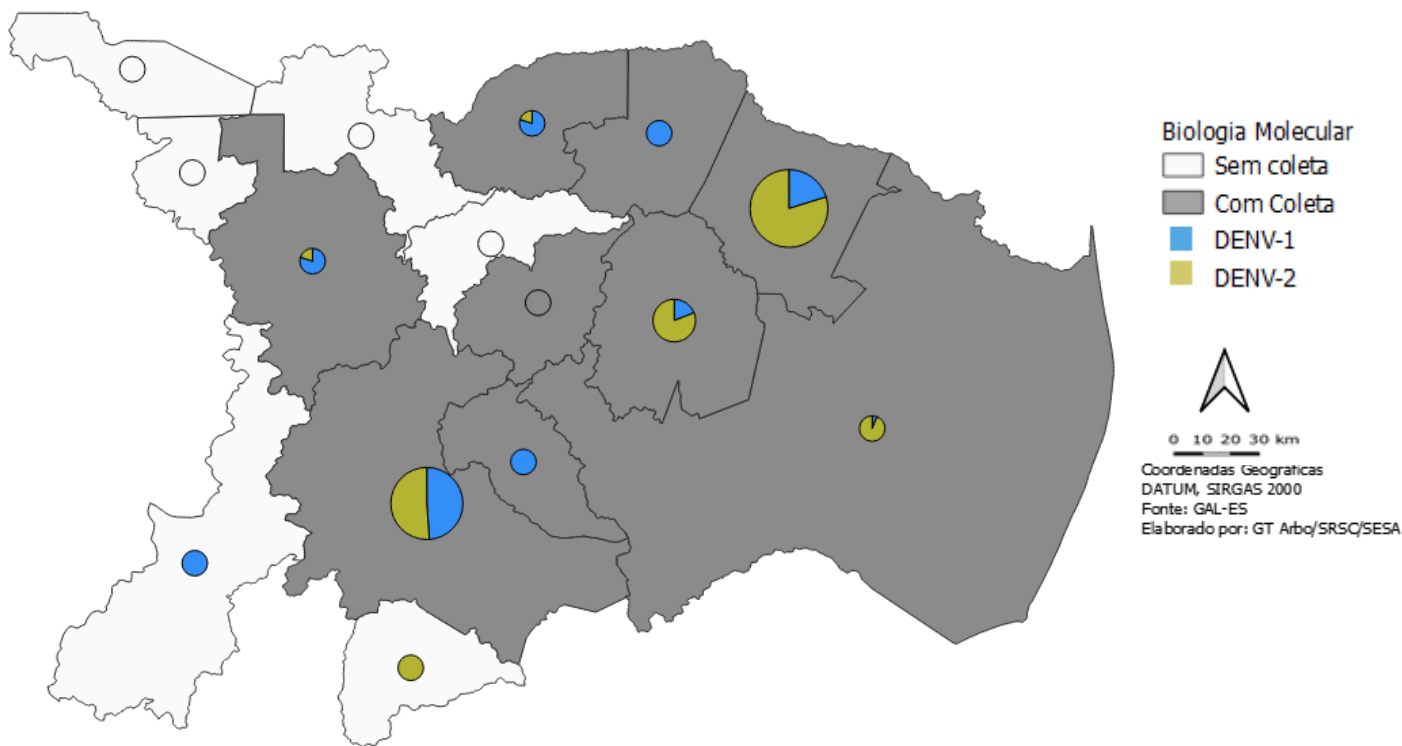 Biologia Molecular
Sem coleta
Com Coleta
DENV-1
DENV-2
0 10 20 30 km
Coordenadas Geográficas
DATUM, SIRGAS 2000
Fonte: GAL-ES
Elaborado por: GT Arbo/SRSC/SESA